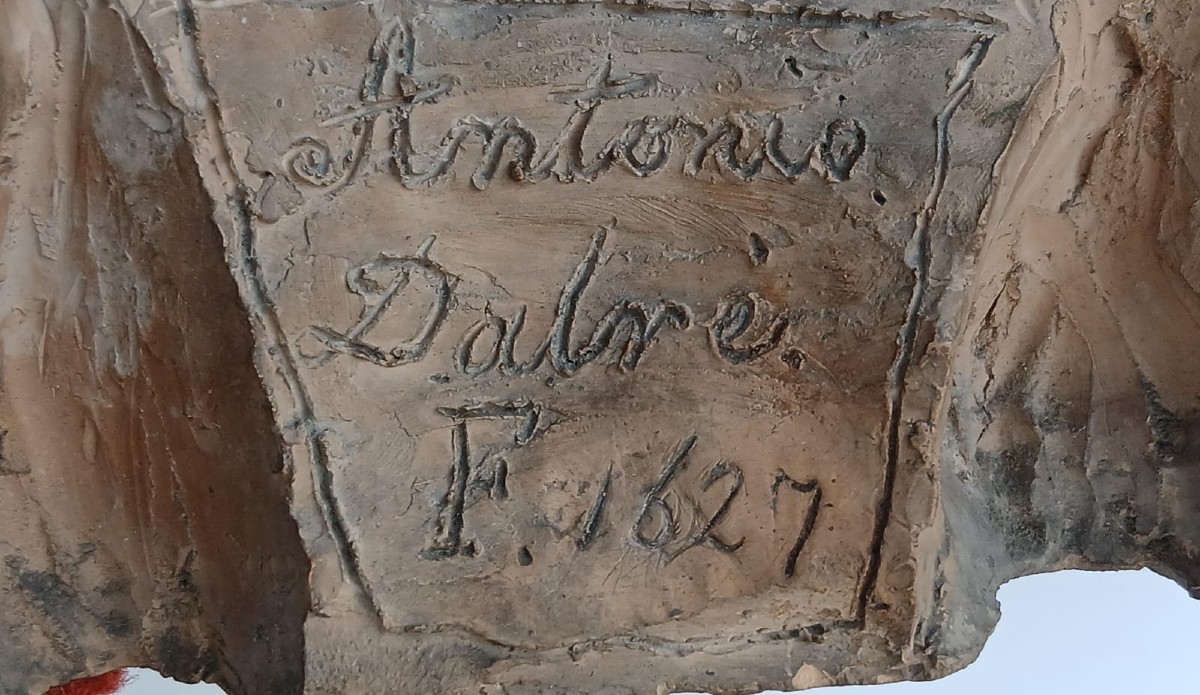 Antonio
Dalrè.
F. 1627